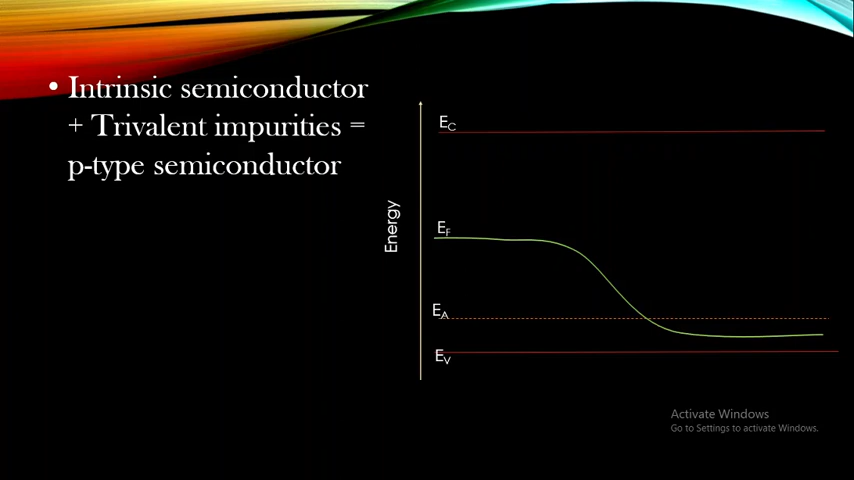 • Intrinsic semiconductor
+ Trivalent impurities =
p-type semiconductor
Energy
EC
EF
EA
EV
Activate Windows
Go to Settings to activate Windows.